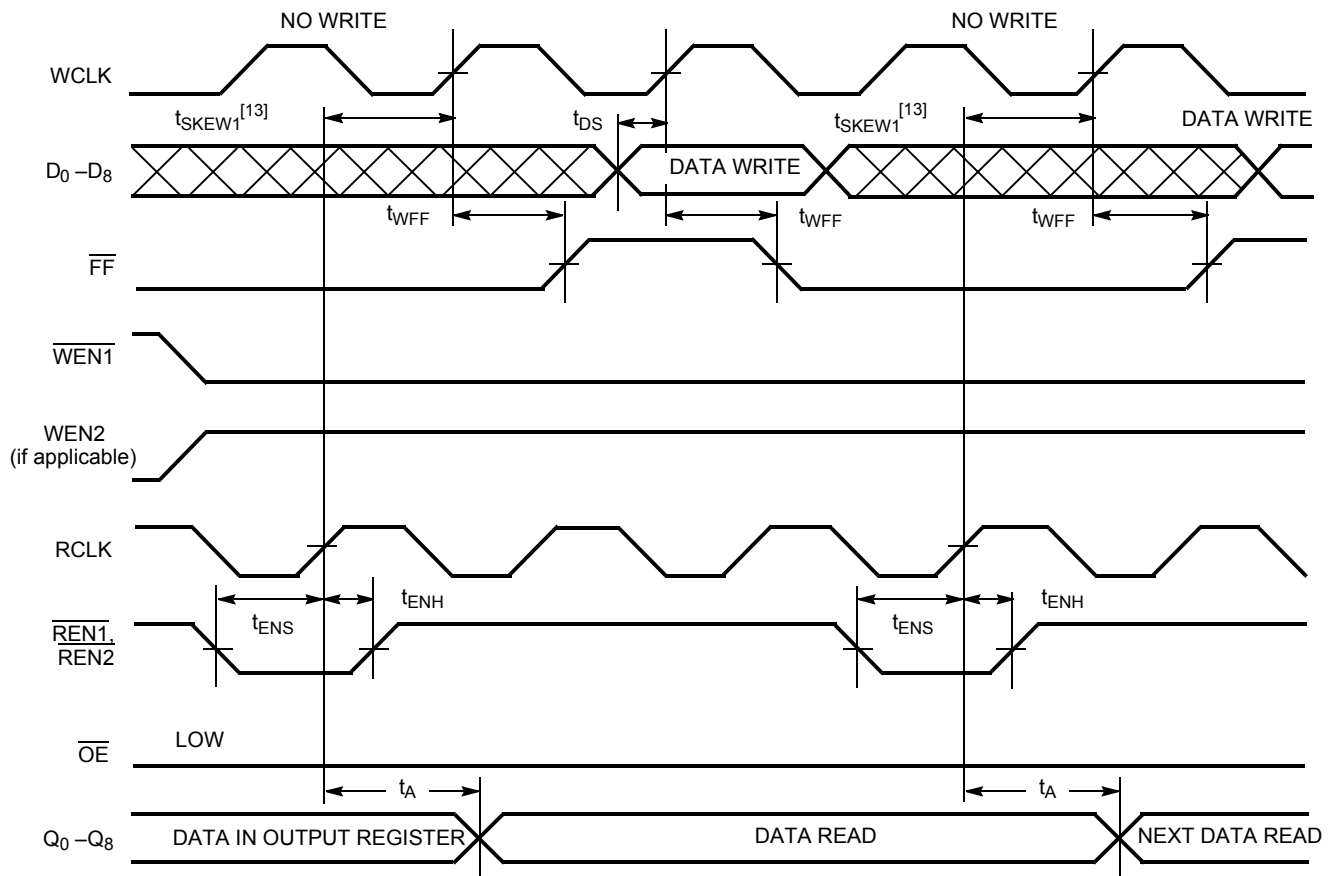 NO WRITE NO WRITE
WCLK
tSKEW1[13] tDS tSKEW1[13] DATA WRITE
D0 –D8 DATA WRITE
tWFF tWFF tWFF
FF
WEN1
WEN2
(if applicable)
RCLK
tENH tENH
tENS tENS
REN1,
REN2
LOW
OE
tA tA
Q0 –Q8 DATA IN OUTPUT REGISTER DATA READ NEXT DATA READ